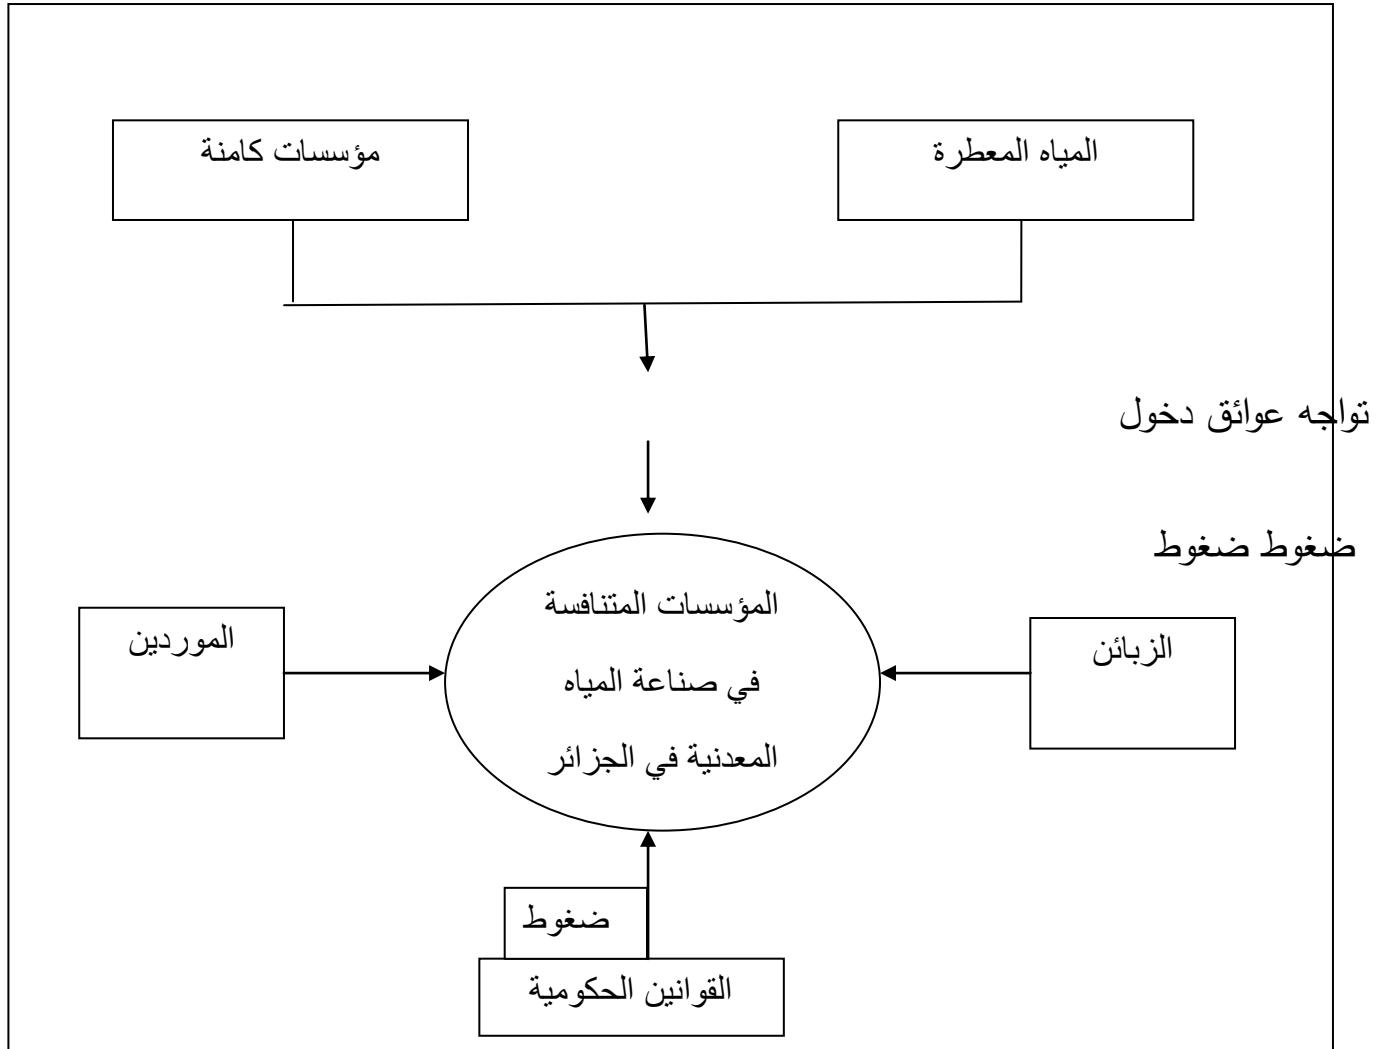 المياه المعطرة
مؤسسات كامنة
تواجه عوائق دخول
ضغوط ضغوط
الزبائن
المؤسسات المتنافسة
في صناعة المياه
المعدنية في الجزائر
الموردين
ضغوط
القوانين الحكومية